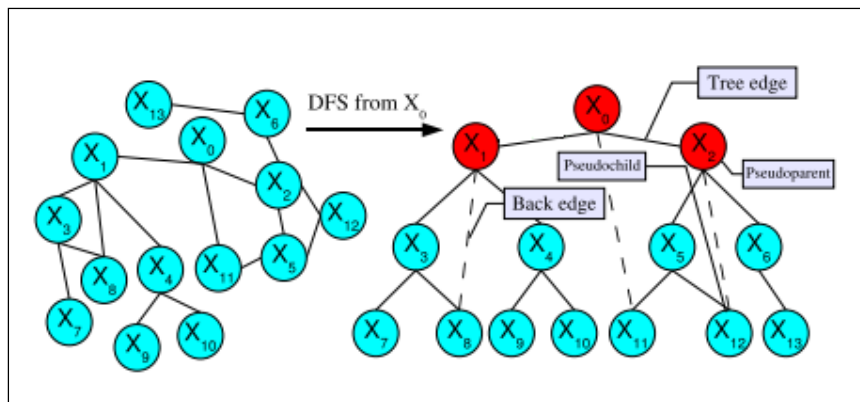 X13
X6
DFS from X0
X0
Tree edge
X1
X0
X1
X2
X2
Pseudochild
Pseudoparent
X3
X12
Back edge
X8
X4
X11
X5
X3
X4
X5
X6
X7
X9
X10
X7
X8
X9
X10
X11
X12
X13